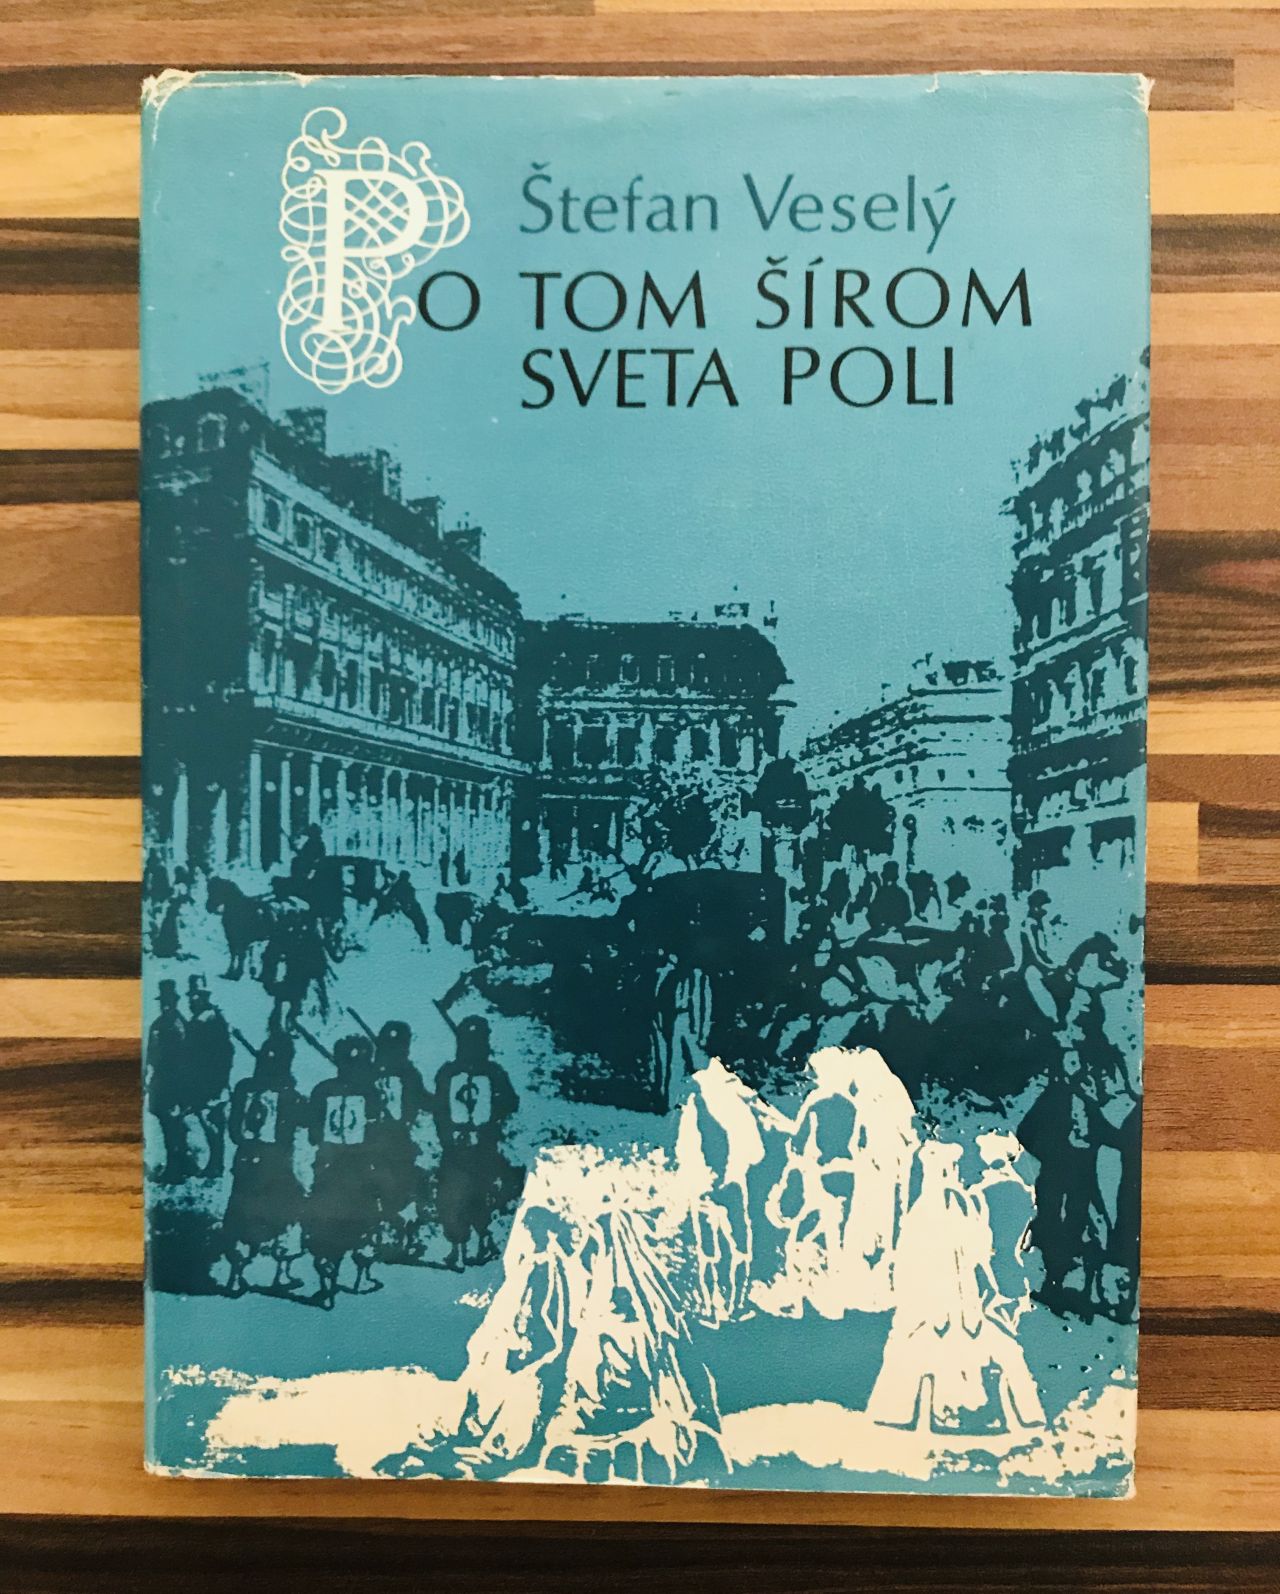 Štefan Veselý
PO TOM ŠÍROM
SVETA POLI